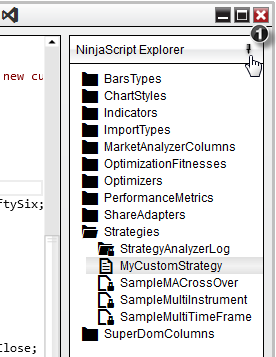 1
NinjaScript Explorer
new cu
BarsTypes
ChartStyles
Indicators
ImportTypes
MarketAnalyzerColumns
OptimizationFitnesses
Optimizers
PerformanceMetrics
ftySix;
ShareAdapters
Strategies
StrategyAnalyzerLog
MyCustomStrategy
SampleMACrossOver
SampleMultiInstrument
SampleMultiTimeFrame
SuperDomColumns
Close;